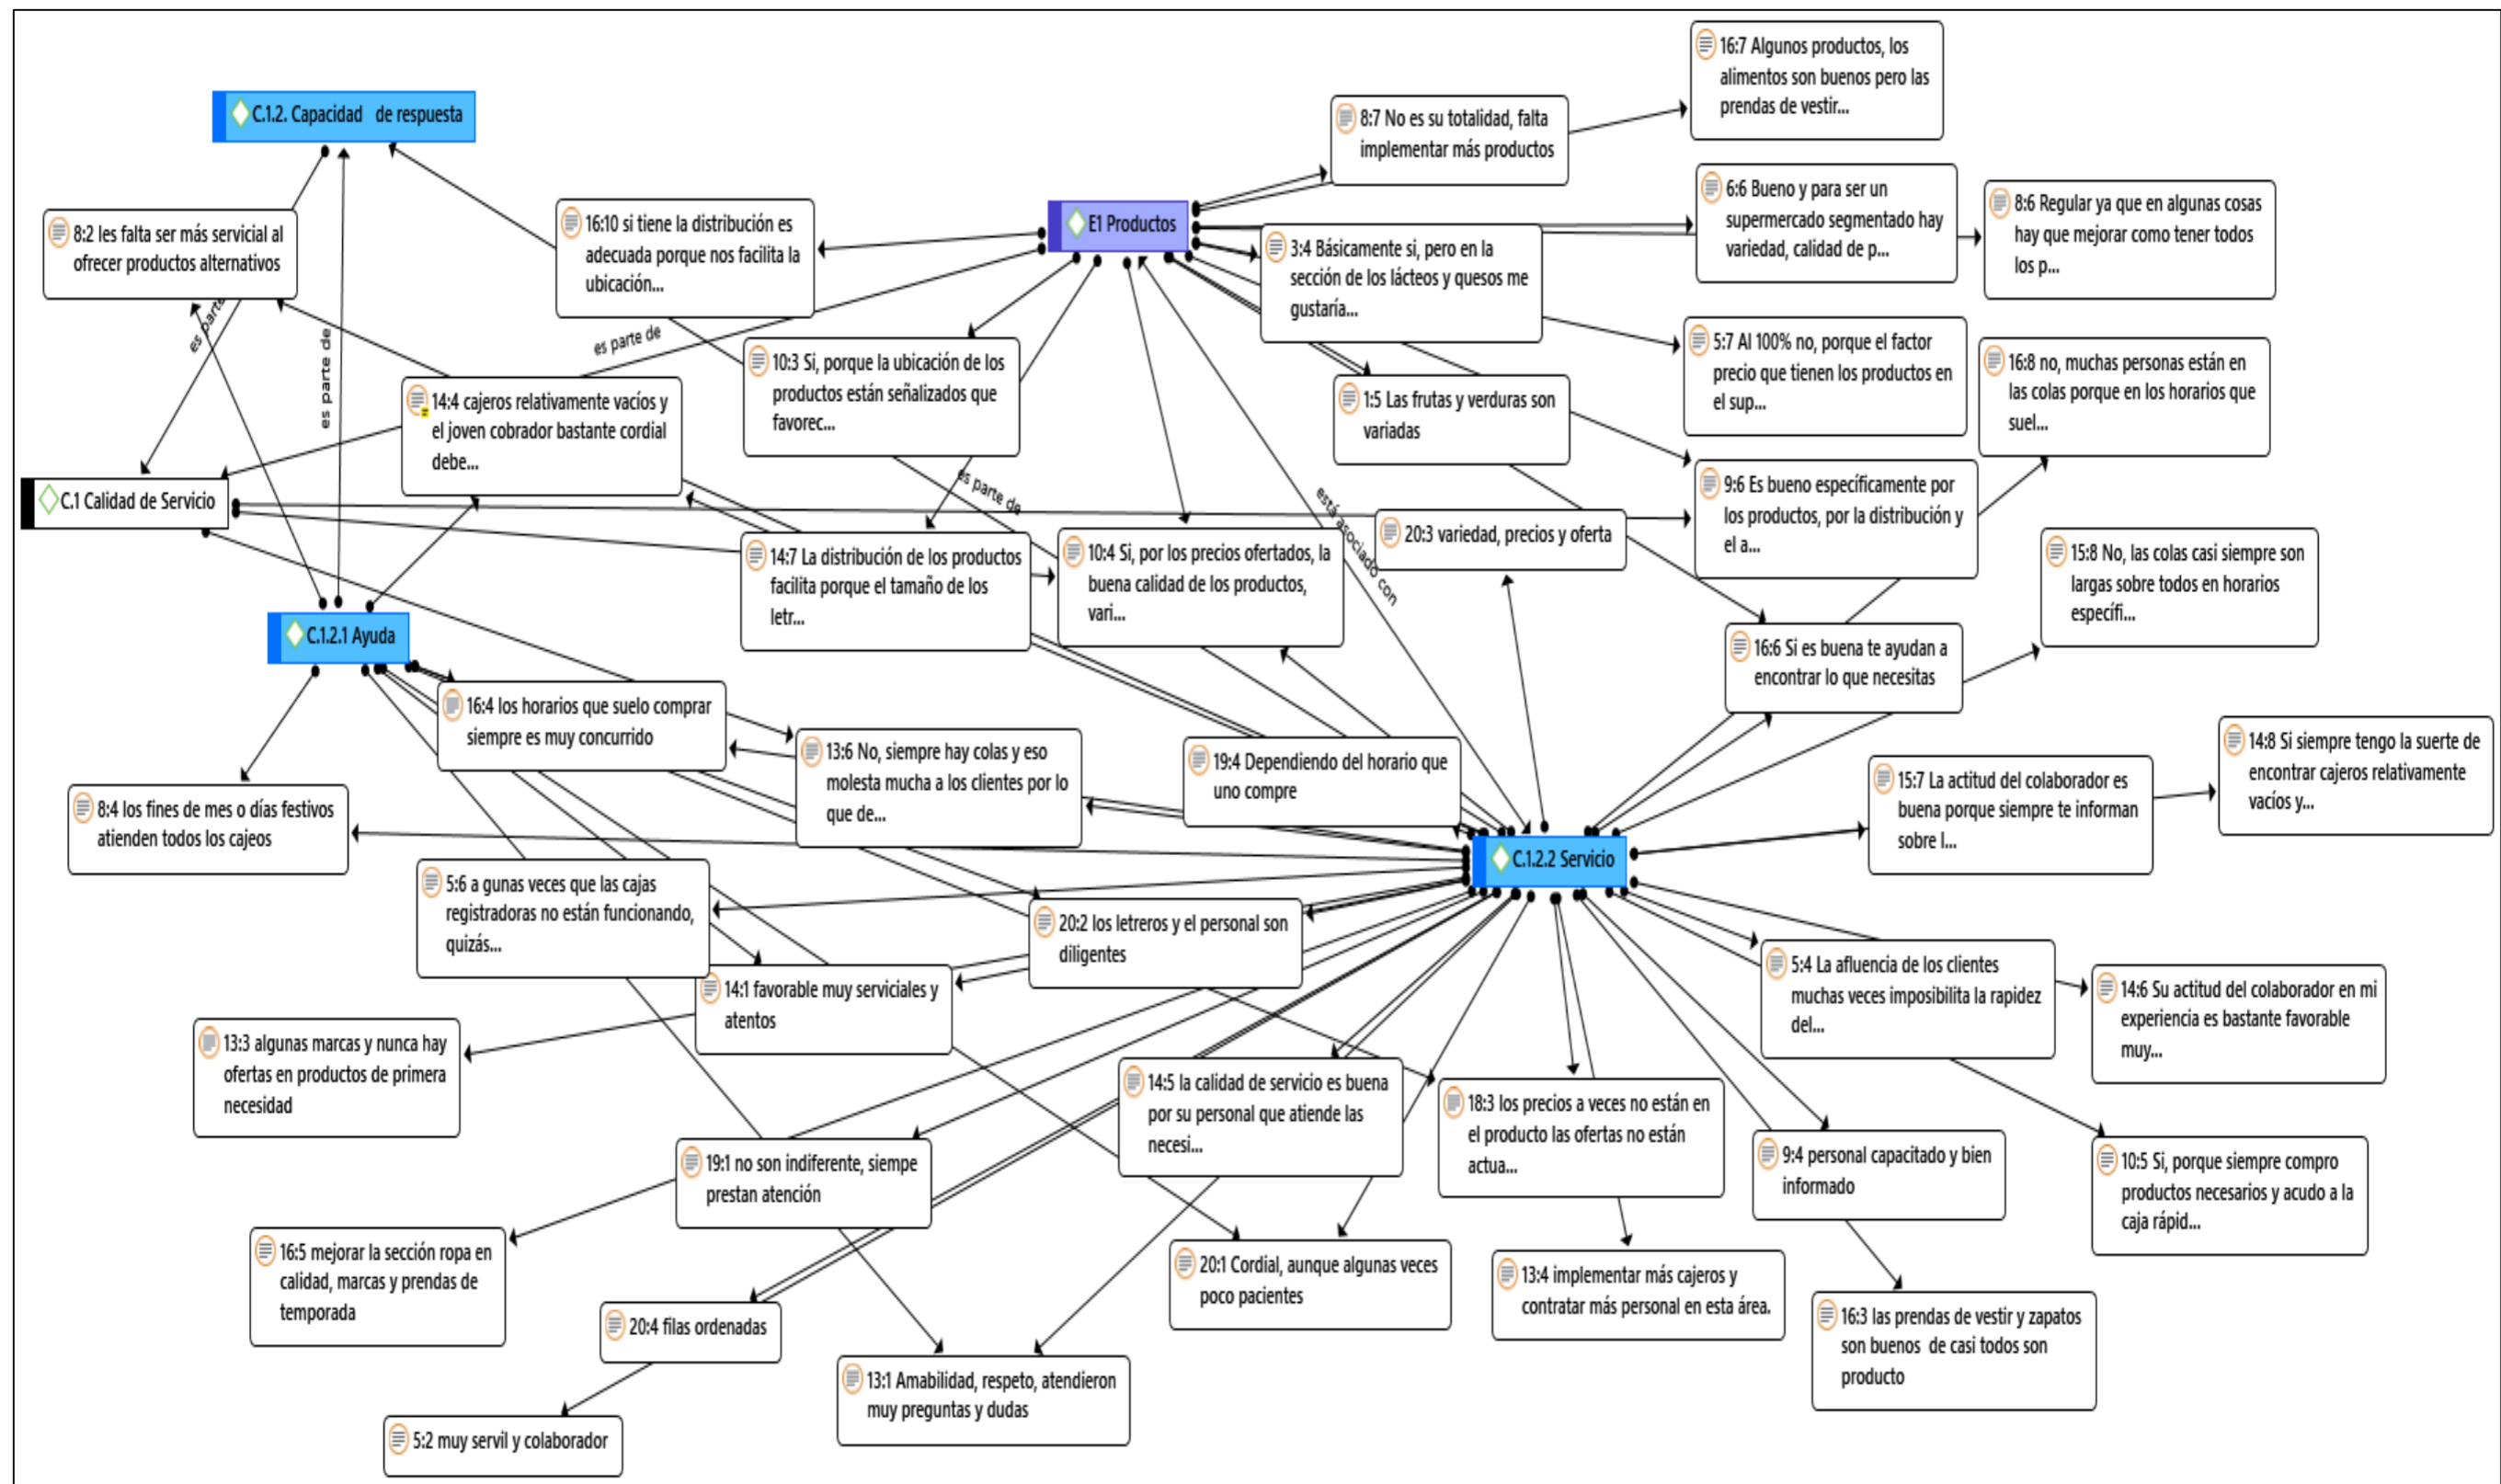 16:7 Algunos productos, los
alimentos son buenos pero las
prendas de vestir...
C.1.2. Capacidad de respuesta
8:7 No es su totalidad, falta
implementar más productos
6:6 Bueno y para ser un
supermercado segmentado hay
variedad, calidad de p...
8:6 Regular ya que en algunas cosas
hay que mejorar como tener todos
los p...
8:2 les falta ser más servicial al
ofrecer productos alternativos
16:10 si tiene la distribución es
adecuada porque nos facilita la
ubicación...
E1 Productos
3:4 Básicamente si, pero en la
sección de los lácteos y quesos me
gustaría...
es parte
es parte de
es parte de
5:7 Al 100% no, porque el factor
precio que tienen los productos en
el sup...
16:8 no, muchas personas están en
las colas porque en los horarios que
suel...
10:3 Si, porque la ubicación de los
productos están señalizados que
favorec...
14:4 cajeros relativamente vacíos y
el joven cobrador bastante cordial
debe...
1:5 Las frutas y verduras son
variadas
C.1 Calidad de Servicio
es parte de
está asociado con
9:6 Es bueno específicamente por
los productos, por la distribución y
el a...
20:3 variedad, precios y oferta
14:7 La distribución de los productos
facilita porque el tamaño de los
letr...
10:4 Si, por los precios ofertados, la
buena calidad de los productos,
vari...
15:8 No, las colas casi siempre son
largas sobre todos en horarios
específi...
C.1.2.1 Ayuda
16:6 Si es buena te ayudan a
encontrar lo que necesitas
16:4 los horarios que suelo comprar
siempre es muy concurrido
13:6 No, siempre hay colas y eso
molesta mucha a los clientes por lo
que de...
19:4 Dependiendo del horario que
uno compre
15:7 La actitud del colaborador es
buena porque siempre te informan
sobre l...
14:8 Si siempre tengo la suerte de
encontrar cajeros relativamente
vacíos y...
8:4 los fines de mes o días festivos
atienden todos los cajeos
C.1.2.2 Servicio
5:6 a gunas veces que las cajas
registradoras no están funcionando,
quizás...
20:2 los letreros y el personal son
diligentes
5:4 La afluencia de los clientes
muchas veces imposibilita la rapidez
del...
14:6 Su actitud del colaborador en mi
experiencia es bastante favorable
muy...
14:1 favorable muy serviciales y
atentos
13:3 algunas marcas y nunca hay
ofertas en productos de primera
necesidad
14:5 la calidad de servicio es buena
por su personal que atiende las
necesi...
18:3 los precios a veces no están en
el producto las ofertas no están
actua...
9:4 personal capacitado y bien
informado
10:5 Si, porque siempre compro
productos necesarios y acudo a la
caja rápid...
19:1 no son indiferente, siempe
prestan atención
16:5 mejorar la sección ropa en
calidad, marcas y prendas de
temporada
20:1 Cordial, aunque algunas veces
poco pacientes
13:4 implementar más cajeros y
contratar más personal en esta área.
16:3 las prendas de vestir y zapatos
son buenos de casi todos son
producto
20:4 filas ordenadas
13:1 Amabilidad, respeto, atendieron
muy preguntas y dudas
5:2 muy servil y colaborador